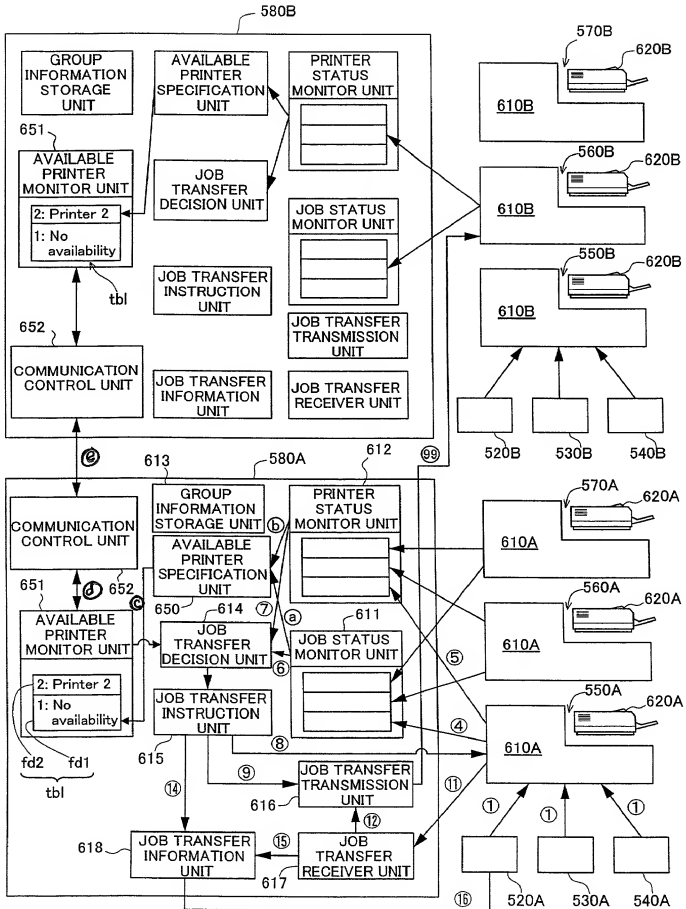 580B
GROUP
INFORMATION
STORAGE
UNIT
AVAILABLE
PRINTER
SPECIFICATION
UNIT
PRINTER
STATUS
MONITOR UNIT
651
AVAILABLE
PRINTER
MONITOR UNIT
2: Printer 2
1: No
availability
tbl
JOB
TRANSFER
DECISION UNIT
JOB STATUS
MONITOR UNIT
JOB TRANSFER
INSTRUCTION
UNIT
JOB TRANSFER
TRANSMISSION
UNIT
652
COMMUNICATION
CONTROL UNIT
JOB TRANSFER
INFORMATION
UNIT
JOB TRANSFER
RECEIVER UNIT
570B
620B
610B
560B
620B
610B
550B
620B
610B
520B
530B
540B
ⓔ
99
580A
613
612
COMMUNICATION
CONTROL UNIT
652
GROUP
INFORMATION
STORAGE UNIT
PRINTER
STATUS
MONITOR UNIT
ⓑ
AVAILABLE
PRINTER
SPECIFICATION
UNIT
650
ⓓ
ⓒ
651
AVAILABLE
PRINTER
MONITOR UNIT
2: Printer 2
1: No
availability
fd2
fd1
tbl
⑦
614
ⓐ
611
JOB
TRANSFER
DECISION UNIT
⑥
JOB STATUS
MONITOR UNIT
JOB TRANSFER
INSTRUCTION
UNIT
615
⑧
⑨
⑭
JOB TRANSFER
TRANSMISSION
UNIT
616
⑫
618
JOB TRANSFER
INFORMATION
UNIT
⑮
JOB
TRANSFER
RECEIVER UNIT
617
570A
620A
610A
560A
620A
610A
⑤
550A
620A
610A
④
⑪
①
①
①
⑯
520A
530A
540A